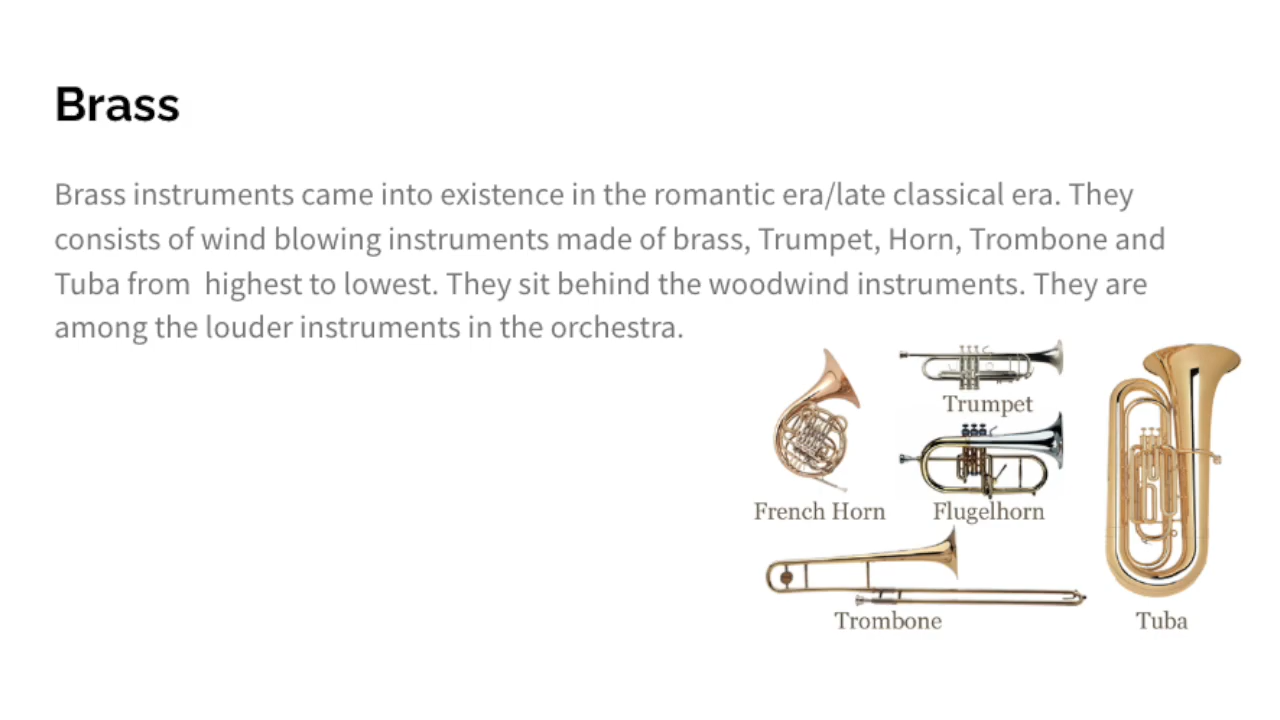 Brass
Brass instruments came into existence in the romantic era/late classical era. They
consists of wind blowing instruments made of brass, Trumpet, Horn, Trombone and
Tuba from  highest to lowest. They sit behind the woodwind instruments. They are
among the louder instruments in the orchestra.
Trumpet
French Horn
Flugelhorn
Trombone
Tuba